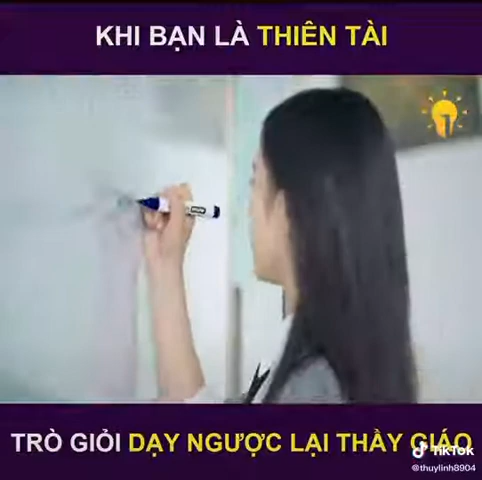 KHI BẠN LÀ THIÊN TÀI
TRÒ GIỎI DẠY NGƯỢC LẠI THẦY GIÁO
TikTok
@thuylinh8904